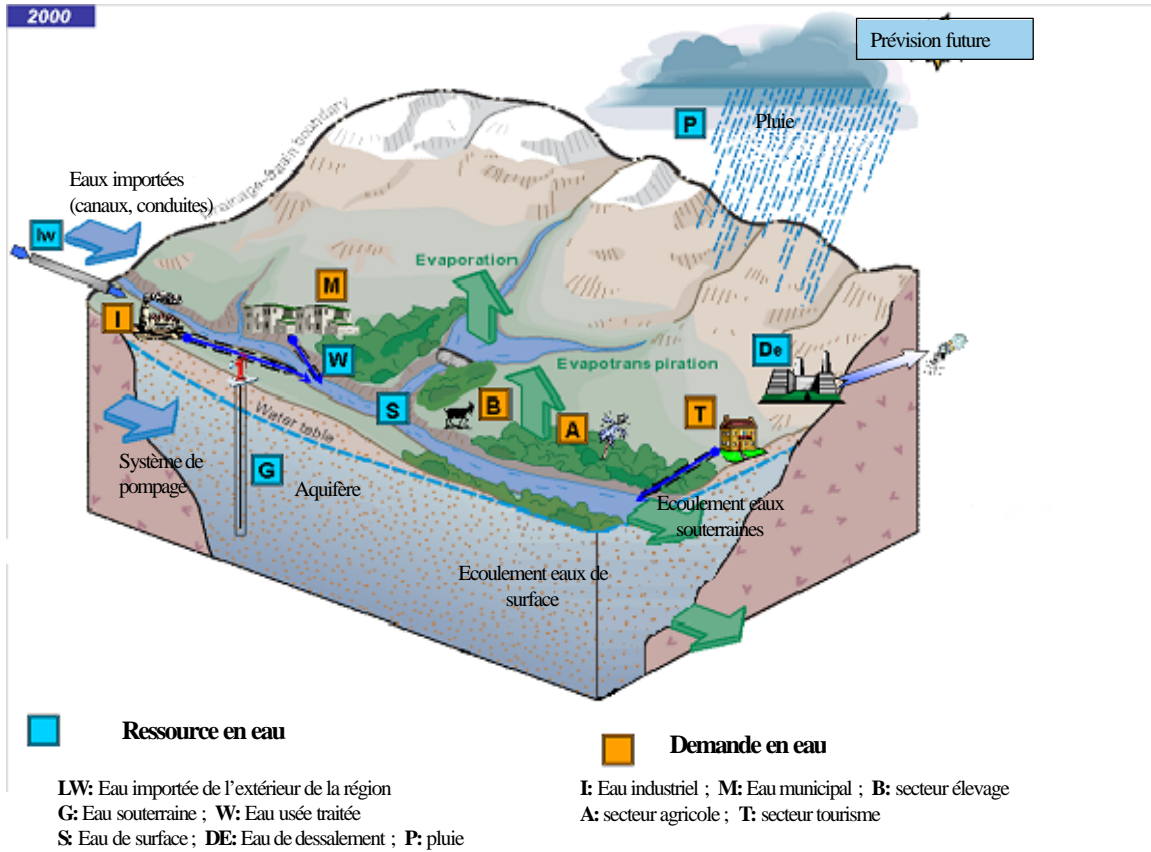 2000
Prévision future
P
Pluie
Drainage-Basin boundary
Eaux importées
(canaux, conduites)
Iw
Evaporation
M
I
De
W
Evapotrans piration
B
S
T
A
Water table
Système de
pompage
G
Aquifère
Ecoulement eaux
souterraines
Ecoulement eaux de
surface
Ressource en eau
Demande en eau
LW: Eau importée de l’extérieur de la région
G: Eau souterraine ; W: Eau usée traitée
S: Eau de surface ; DE: Eau de dessalement ; P: pluie
I: Eau industriel ; M: Eau municipal ; B: secteur élevage
A: secteur agricole ; T: secteur tourisme